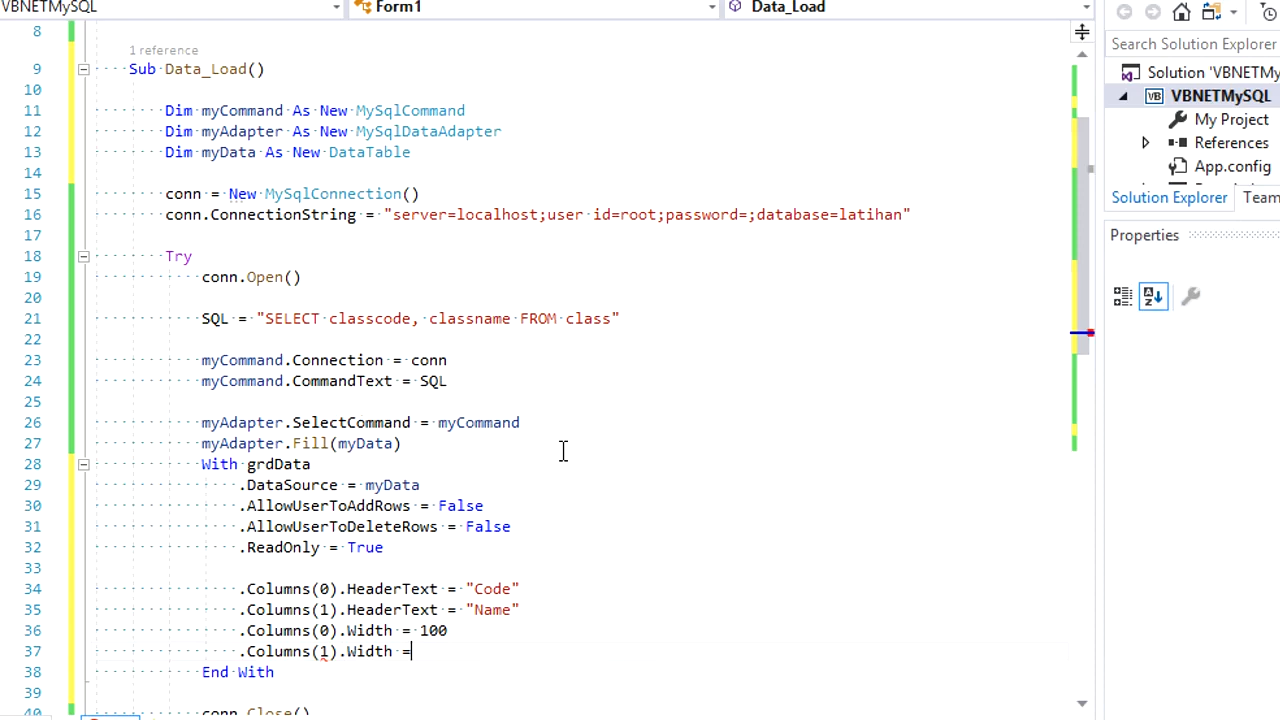 VBNETMySQL
Form1
Data_Load
Search Solution Explorer
Solution 'VBNETMy
VBNETMySQL
My Project
References
App.config
Solution Explorer
Team
Properties
8
1 reference
9 Sub Data_Load()
10
11 Dim myCommand As New MySqlCommand
12 Dim myAdapter As New MySqlDataAdapter
13 Dim myData As New DataTable
14
15 conn = New MySqlConnection()
16 conn.ConnectionString = "server=localhost;user id=root;password=;database=latihan"
17
18 Try
19 conn.Open()
20
21 SQL = "SELECT classcode, classname FROM class"
22
23 myCommand.Connection = conn
24 myCommand.CommandText = SQL
25
26 myAdapter.SelectCommand = myCommand
27 myAdapter.Fill(myData)
28 With grdData
29 .DataSource = myData
30 .AllowUserToAddRows = False
31 .AllowUserToDeleteRows = False
32 .ReadOnly = True
33
34 .Columns(0).HeaderText = "Code"
35 .Columns(1).HeaderText = "Name"
36 .Columns(0).Width = 100
37 .Columns(1).Width =
38 End With
39
40 conn.Close()